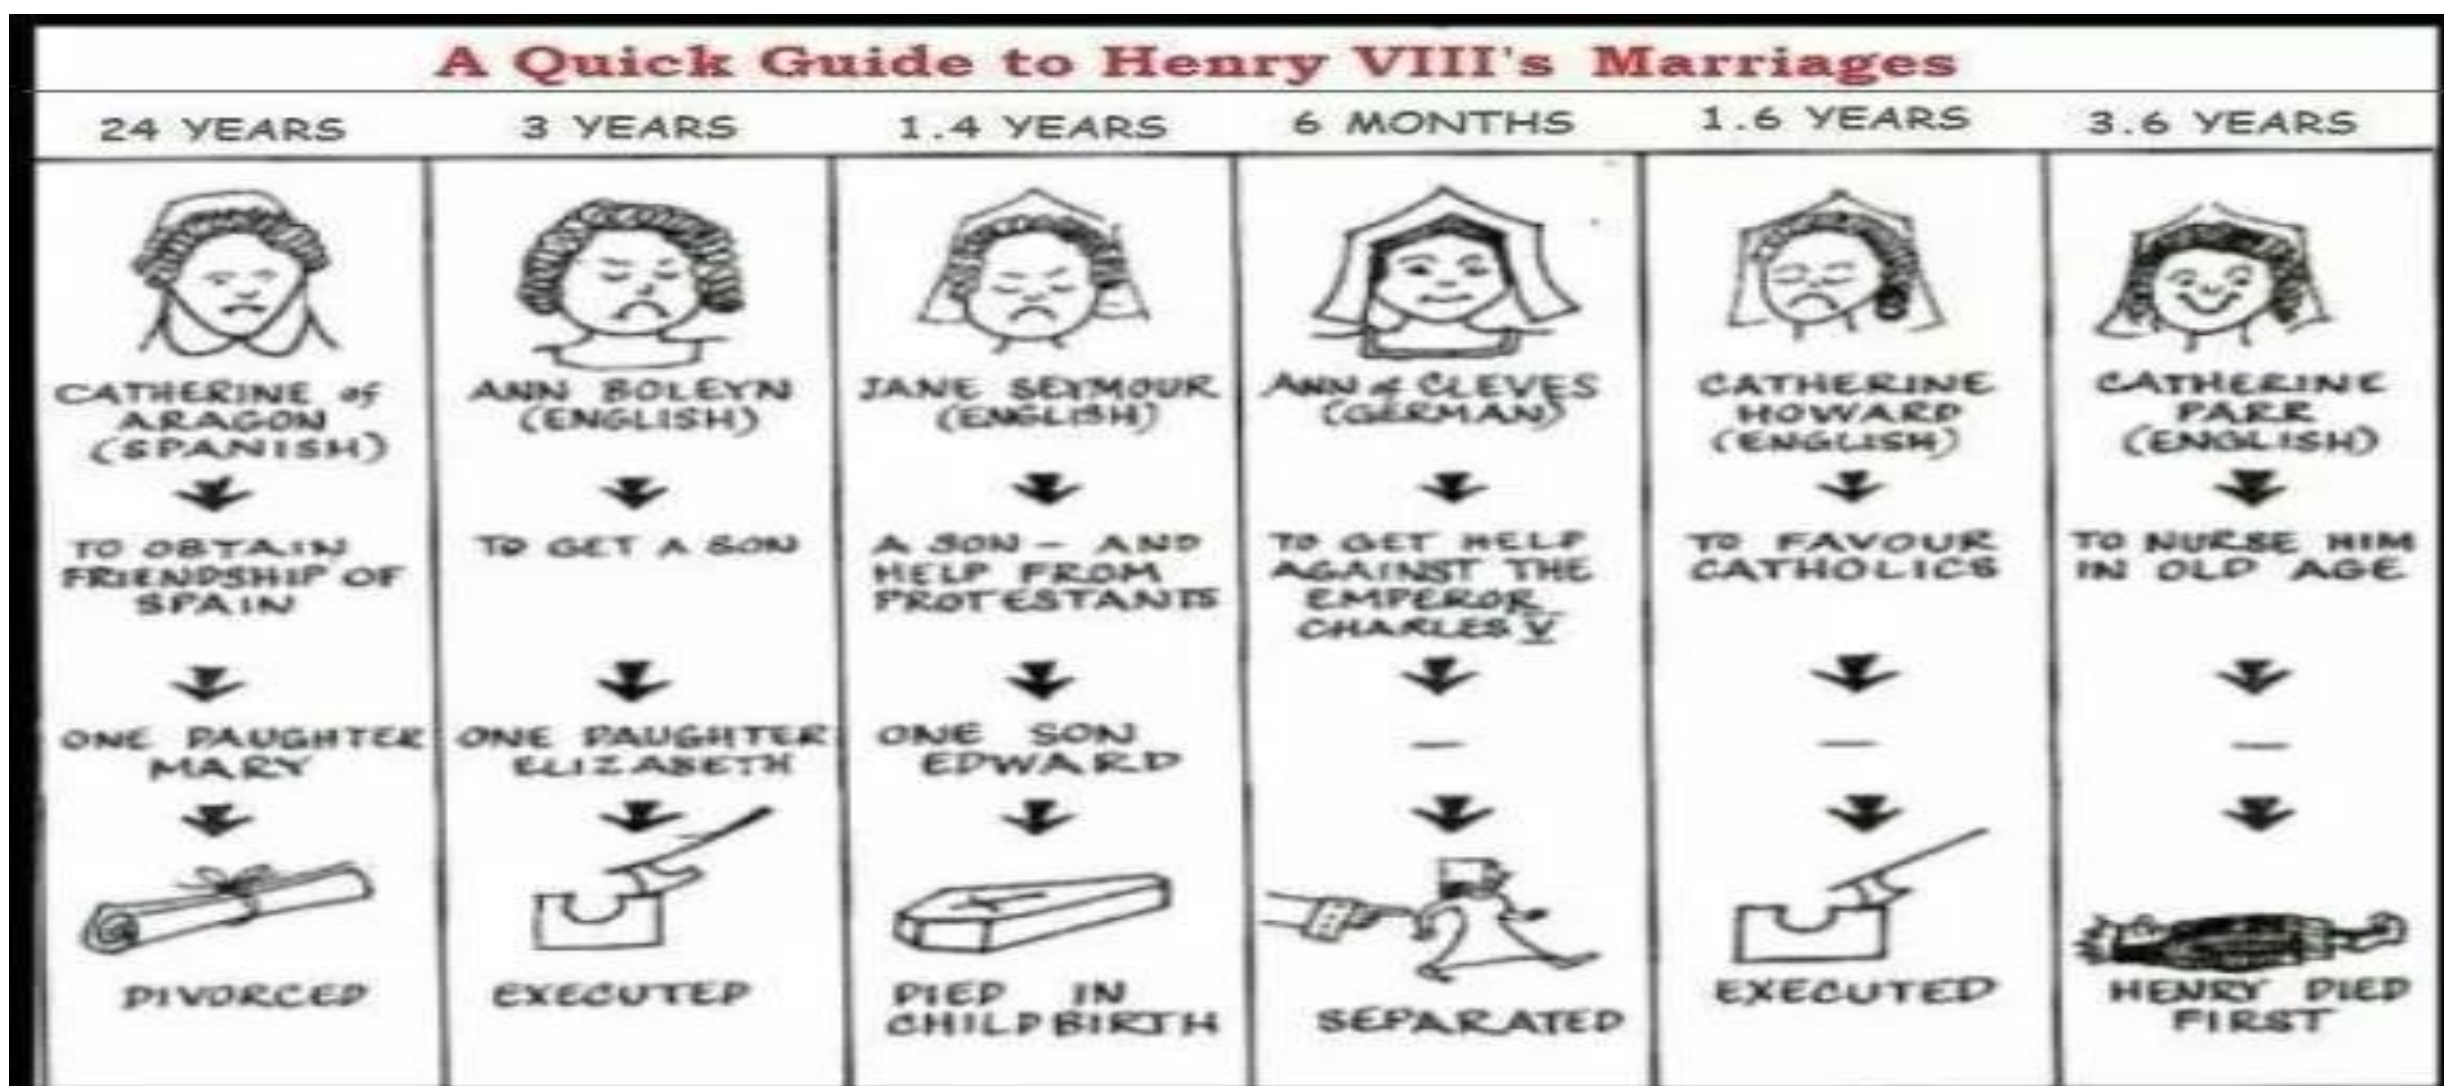 A Quick Guide to Henry VIII's Marriages
24 YEARS
3 YEARS
1.4 YEARS
6 MONTHS
1.6 YEARS
3.6 YEARS
CATHERINE of
ARAGON
(SPANISH)
TO OBTAIN
FRIENDSHIP OF
SPAIN
ONE DAUGHTER
MARY
DIVORCED
ANN BOLEYN
(ENGLISH)
TO GET A SON
ONE DAUGHTER
ELIZABETH
EXECUTED
JANE SEYMOUR
(ENGLISH)
A SON - AND
HELP FROM
PROTESTANTS
ONE SON
EDWARD
DIED IN
CHILDBIRTH
ANN of CLEVES
(GERMAN)
TO GET HELP
AGAINST THE
EMPEROR
CHARLES V
—
SEPARATED
CATHERINE
HOWARD
(ENGLISH)
TO FAVOUR
CATHOLICS
—
EXECUTED
CATHERINE
PARR
(ENGLISH)
TO NURSE HIM
IN OLD AGE
—
HENRY DIED
FIRST